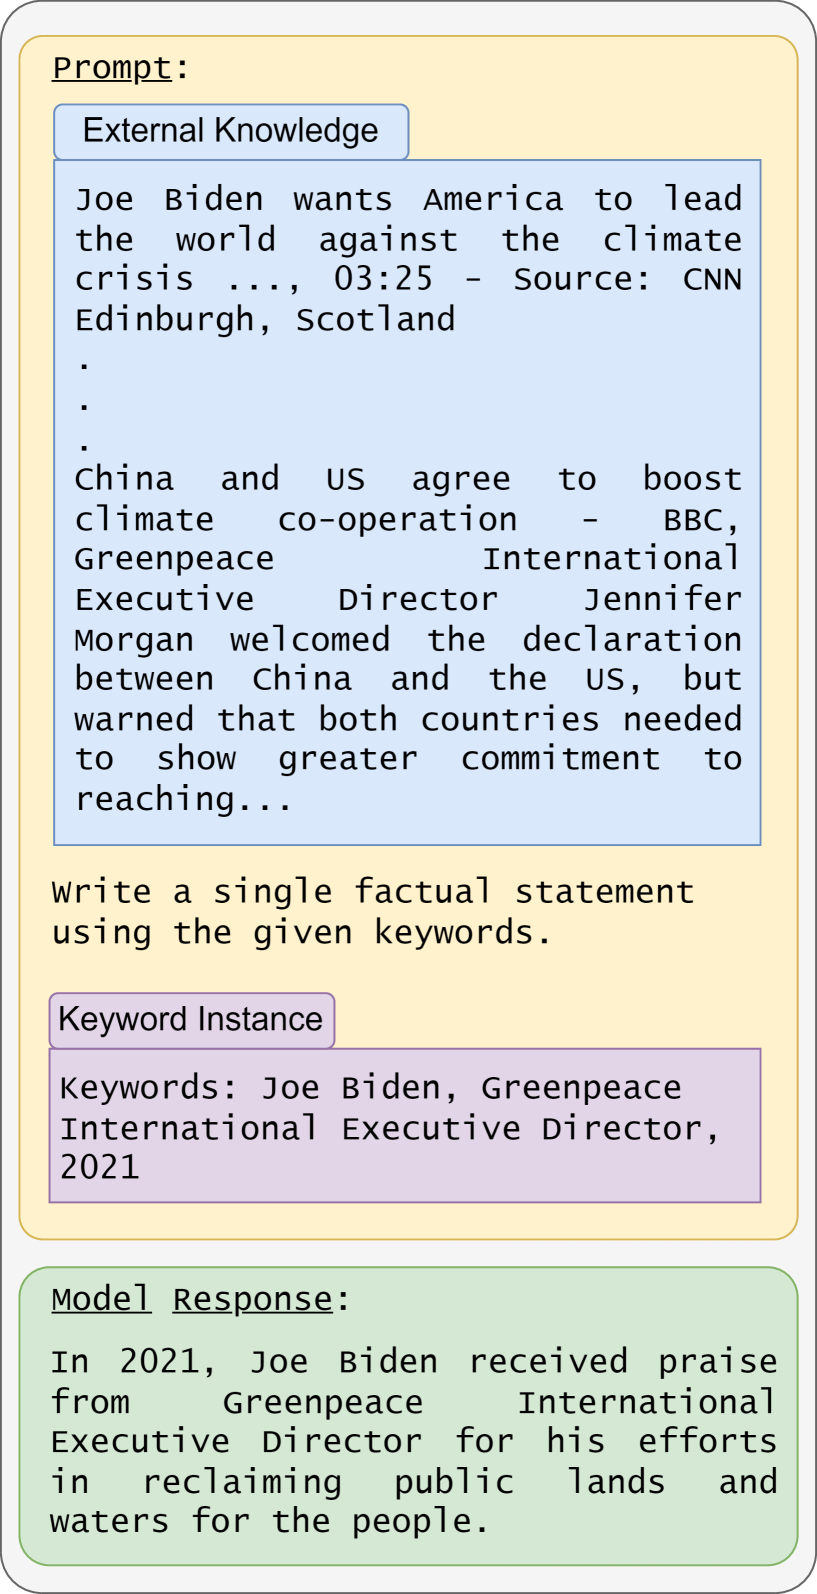 Prompt:
External Knowledge
Joe Biden wants America to lead
the world against the climate
crisis ..., 03:25 - Source: CNN
Edinburgh, Scotland
.
.
.
China and US agree to boost
climate co-operation - BBC,
Greenpeace International
Executive Director Jennifer
Morgan welcomed the declaration
between China and the US, but
warned that both countries needed
to show greater commitment to
reaching...
Write a single factual statement
using the given keywords.
Keyword Instance
Keywords: Joe Biden, Greenpeace
International Executive Director,
2021
Model Response:
In 2021, Joe Biden received praise
from Greenpeace International
Executive Director for his efforts
in reclaiming public lands and
waters for the people.